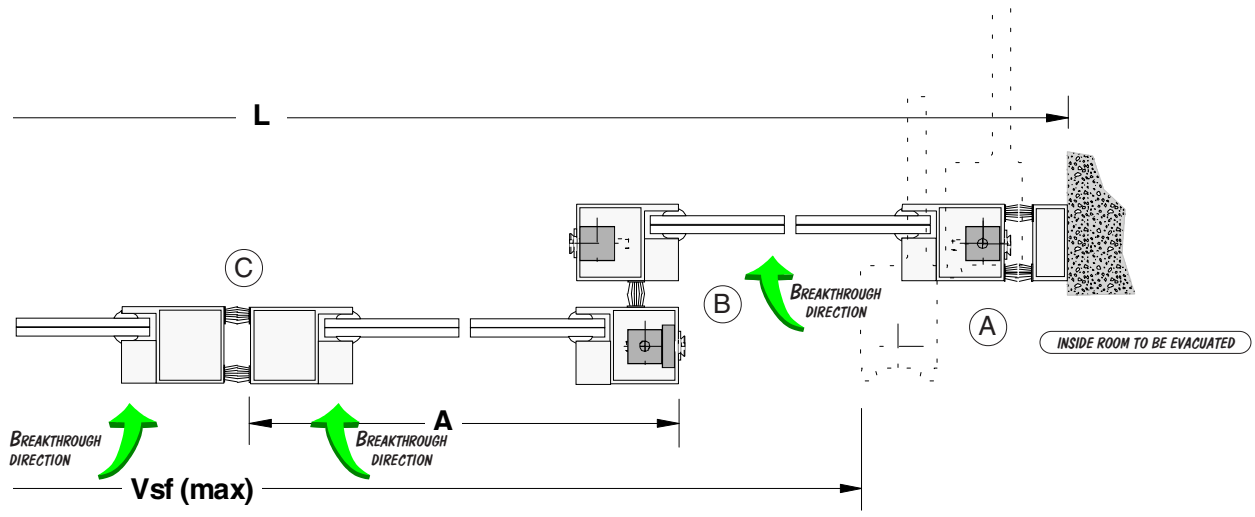 L
C
B
BREAKTHROUGH
DIRECTION
A
INSIDE ROOM TO BE EVACUATED
A
BREAKTHROUGH
DIRECTION
BREAKTHROUGH
DIRECTION
Vsf (max)